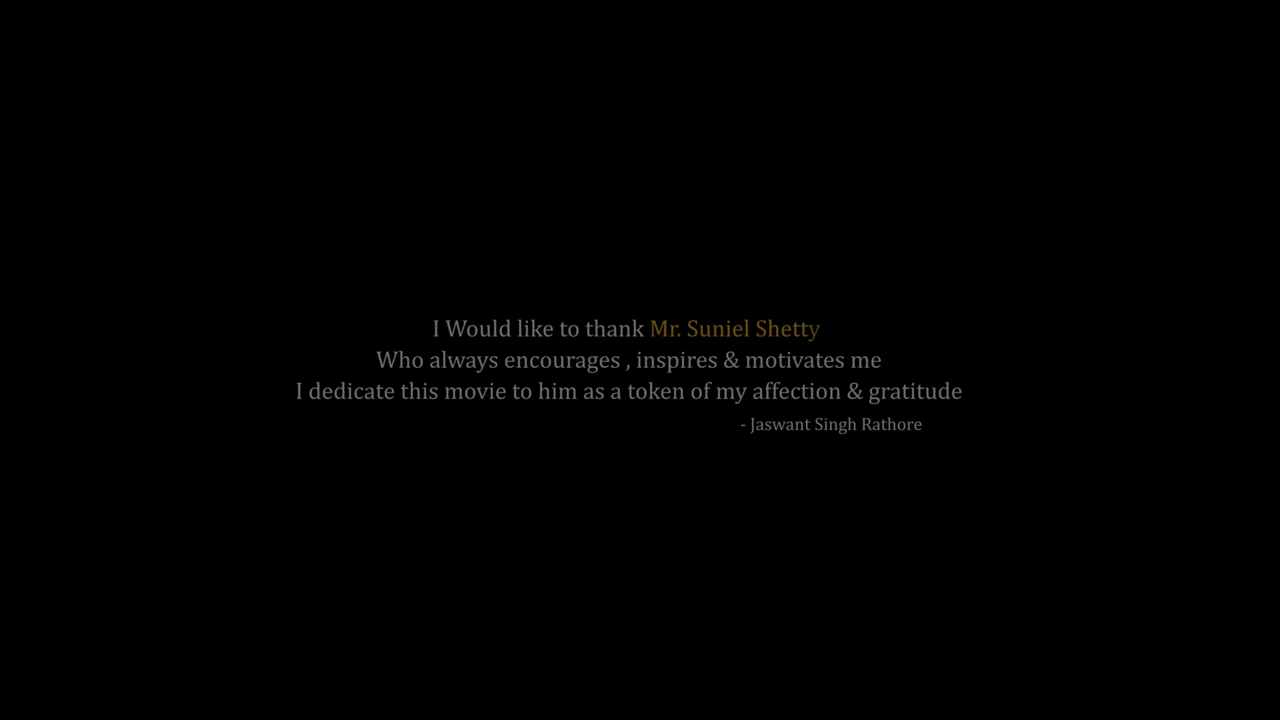 I Would like to thank Mr. Suniel Shetty
Who always encourages , inspires & motivates me
I dedicate this movie to him as a token of my affection & gratitude
- Jaswant Singh Rathore